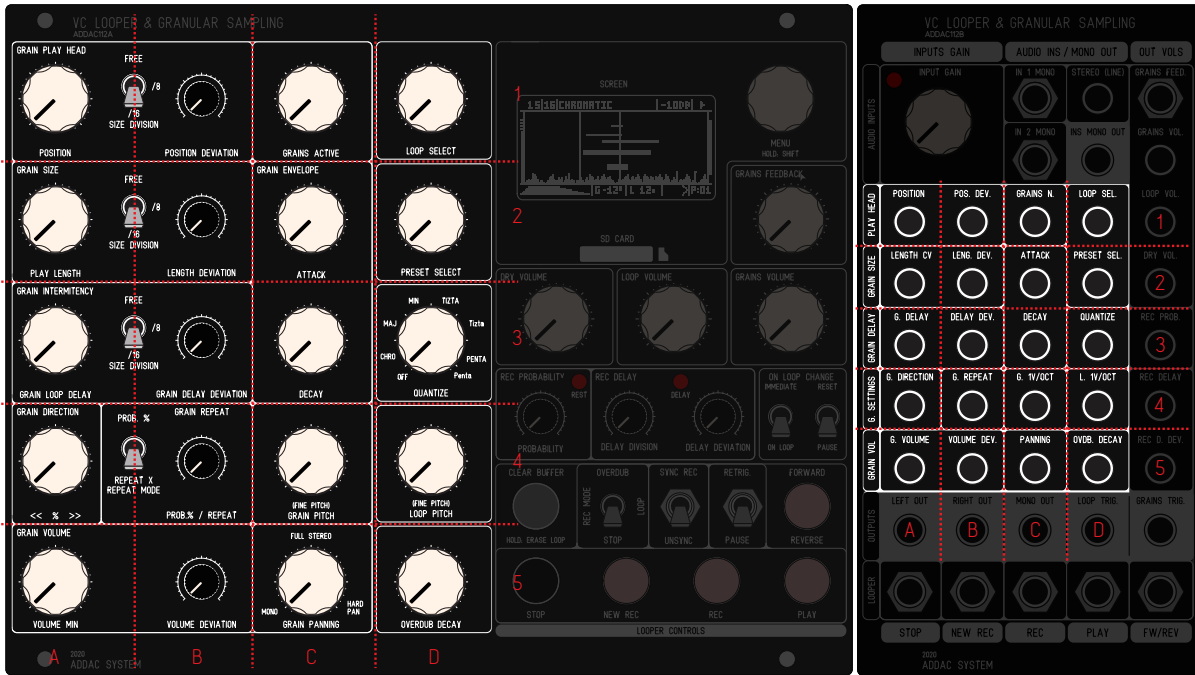 VC LOOPER & GRANULAR SAMPLING
ADDAC112A
GRAIN PLAY HEAD
FREE
/8
/16
SIZE DIVISION
POSITION
POSITION DEVIATION
GRAINS ACTIVE
LOOP SELECT
GRAIN SIZE
FREE
/8
/16
SIZE DIVISION
PLAY LENGTH
LENGTH DEVIATION
GRAIN ENVELOPE
ATTACK
PRESET SELECT
GRAIN INTERMITENCY
FREE
/8
/16
SIZE DIVISION
GRAIN LOOP DELAY
GRAIN DELAY DEVIATION
DECAY
MIN
TIZTA
MAJ
Tizta
CHRO
PENTA
OFF
Penta
QUANTIZE
GRAIN DIRECTION
<< % >>
PROB. %
GRAIN REPEAT
REPEAT X
REPEAT MODE
PROB.% / REPEAT
(FINE PITCH)
GRAIN PITCH
(FINE PITCH)
LOOP PITCH
GRAIN VOLUME
VOLUME MIN
VOLUME DEVIATION
FULL STEREO
MONO
HARD
PAN
GRAIN PANNING
OVERDUB DECAY
A
B
C
D
2020
ADDAC SYSTEM
1
2
3
4
5
SCREEN
15|16|CHROMATIC
MENU
HOLD. SHIFT
SD CARD
GRAINS FEEDBACK
DRY VOLUME
LOOP VOLUME
GRAINS VOLUME
REC PROBABILITY
REST
PROBABILITY
REC DELAY
DELAY
DELAY DIVISION
DELAY DEVIATION
ON LOOP CHANGE
IMMEDIATE
RESET
ON LOOP
PAUSE
CLEAR BUFFER
HOLD. ERASE LOOP
OVERDUB
REC MODE
LOOP
STOP
SYNC REC
UNSYNC
RETRIG.
PAUSE
FORWARD
REVERSE
STOP
NEW REC
REC
PLAY
LOOPER CONTROLS
VC LOOPER & GRANULAR SAMPLING
ADDAC112B
INPUTS GAIN
AUDIO INS / MONO OUT
OUT VOLS
AUDIO INPUTS
INPUT GAIN
IN 1 MONO
STEREO (LINE)
GRAINS FEED.
IN 2 MONO
INS MONO OUT
GRAINS VOL.
PLAY HEAD
POSITION
POS. DEV.
GRAINS N.
LOOP SEL.
LOOP VOL.
1
GRAIN SIZE
LENGTH CV
LENG. DEV.
ATTACK
PRESET SEL.
DRY VOL.
2
GRAIN DELAY
G. DELAY
DELAY DEV.
DECAY
QUANTIZE
REC PROB.
3
G. SETTINGS
G. DIRECTION
G. REPEAT
G. 1V/OCT
L. 1V/OCT
REC DELAY
4
GRAIN VOL
G. VOLUME
VOLUME DEV.
PANNING
OVDB. DECAY
REC D. DEV.
5
OUTPUTS
LEFT OUT
RIGHT OUT
MONO OUT
LOOP TRIG.
GRAINS TRIG.
A
B
C
D
LOOPER
STOP
NEW REC
REC
PLAY
FW/REV
2020
ADDAC SYSTEM